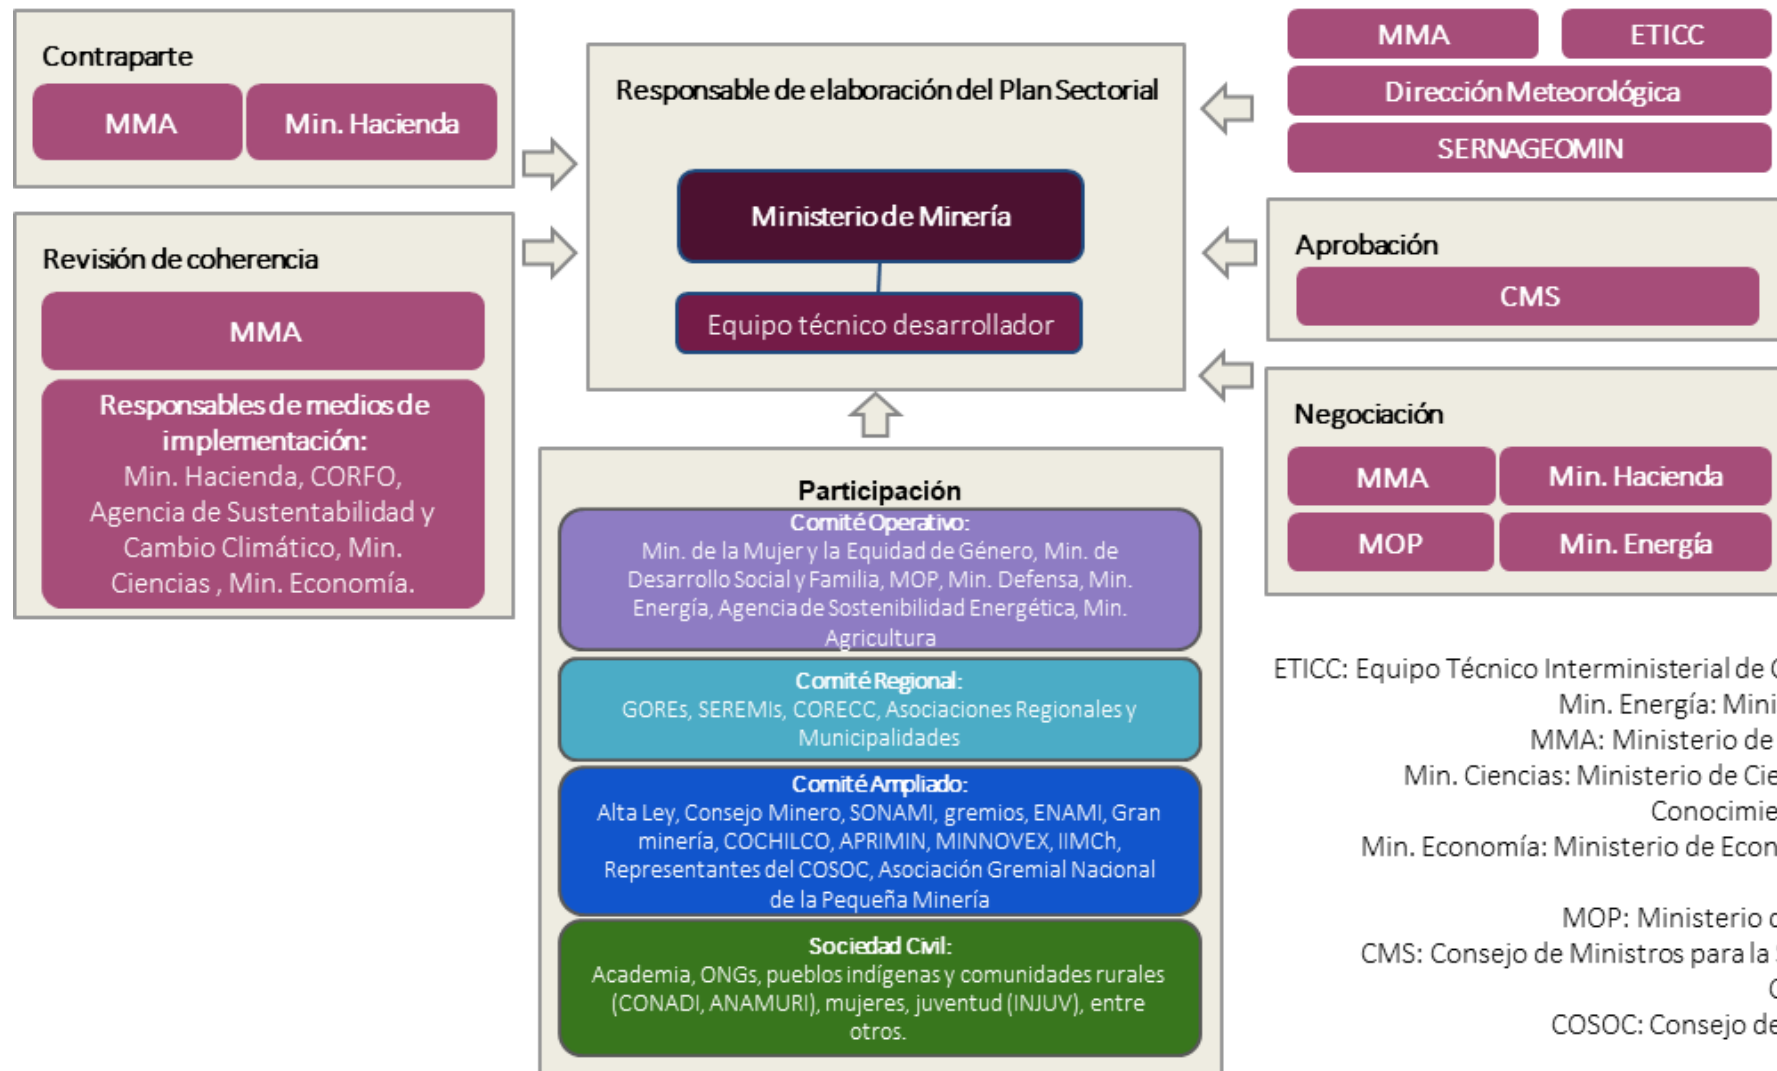 Contraparte
MMA
Min. Hacienda
Revisión de coherencia
MMA
Responsables de medios de
implementación:
Min. Hacienda, CORFO,
Agencia de Sustentabilidad y
Cambio Climático, Min.
Ciencias , Min. Economía.
Responsable de elaboración del Plan Sectorial
Ministerio de Minería
Equipo técnico desarrollador
Participación
Comité Operativo:
Min. de la Mujer y la Equidad de Género, Min. de
Desarrollo Social y Familia, MOP, Min. Defensa, Min.
Energía, Agencia de Sostenibilidad Energética, Min.
Agricultura
Comité Regional:
GOREs, SEREMIs, CORECC, Asociaciones Regionales y
Municipalidades
Comité Ampliado:
Alta Ley, Consejo Minero, SONAMI, gremios, ENAMI, Gran
minería, COCHILCO, APRIMIN, MINNOVEX, IIMCh,
Representantes del COSOC, Asociación Gremial Nacional
de la Pequeña Minería
Sociedad Civil:
Academia, ONGs, pueblos indígenas y comunidades rurales
(CONADI, ANAMURI), mujeres, juventud (INJUV), entre
otros.
MMA
ETICC
Dirección Meteorológica
SERNAGEOMIN
Aprobación
CMS
Negociación
MMA
Min. Hacienda
MOP
Min. Energía
ETICC: Equipo Técnico Interministerial de
Min. Energía: Mini
MMA: Ministerio de
Min. Ciencias: Ministerio de Cie
Conocimie
Min. Economía: Ministerio de Econ
MOP: Ministerio
CMS: Consejo de Ministros para la
COSOC: Consejo de